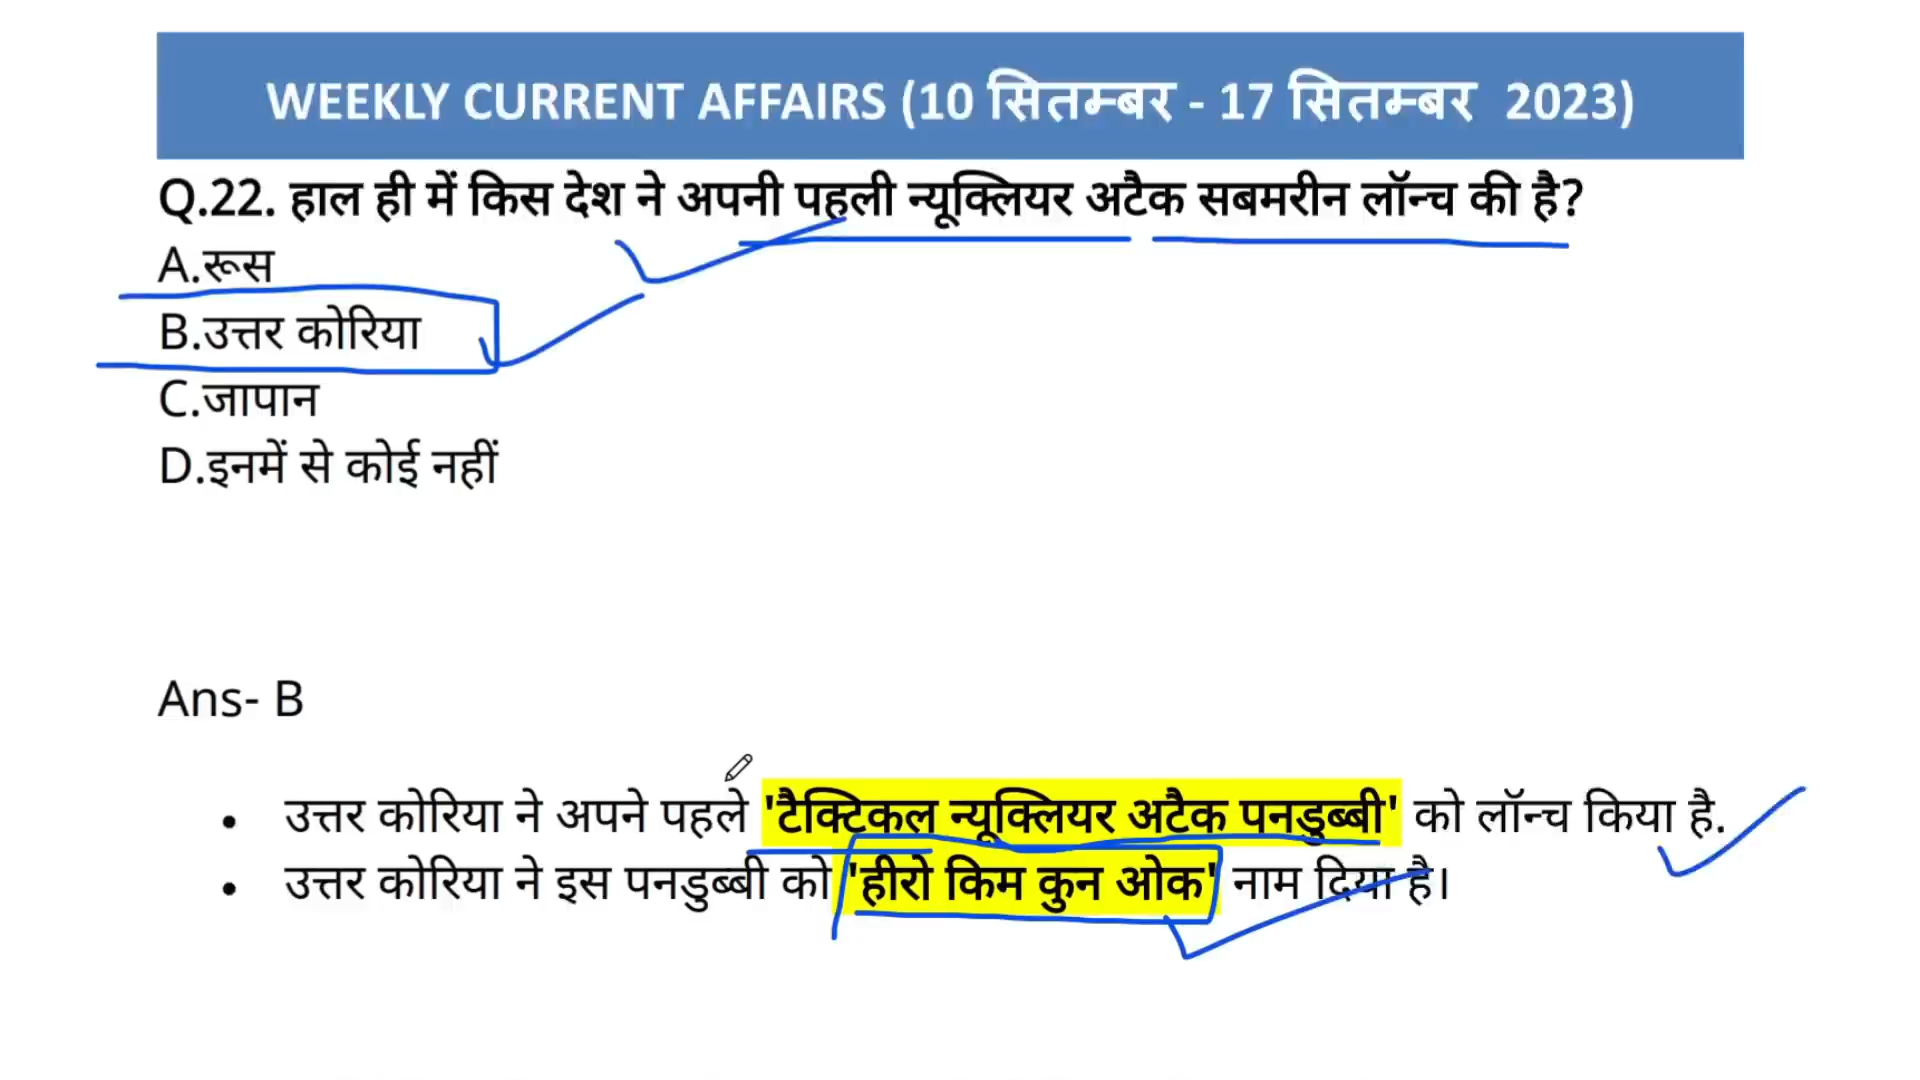 WEEKLY CURRENT AFFAIRS (10 सितम्बर - 17 सितम्बर 2023)
Q.22. हाल ही में किस देश ने अपनी पहली न्यूक्लियर अटैक सबमरीन लॉन्च की है?
A.रूस
B.उत्तर कोरिया
C.जापान
D.इनमें से कोई नहीं
Ans- B
• उत्तर कोरिया ने अपने पहले 'टैक्टिकल न्यूक्लियर अटैक पनडुब्बी' को लॉन्च किया है.
• उत्तर कोरिया ने इस पनडुब्बी को 'हीरो किम कुन ओक' नाम दिया है।